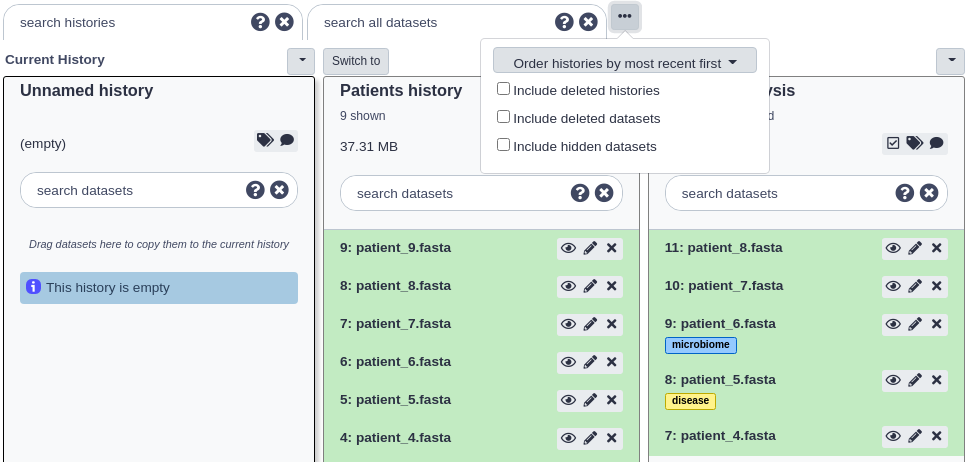 search histories
search all datasets
Current History
Switch to
Order histories by most recent first
Include deleted histories
Include deleted datasets
Include hidden datasets
Unnamed history
(empty)
search datasets
Drag datasets here to copy them to the current history
This history is empty
Patients history
9 shown
37.31 MB
search datasets
9: patient_9.fasta
8: patient_8.fasta
7: patient_7.fasta
6: patient_6.fasta
5: patient_5.fasta
4: patient_4.fasta
search datasets
11: patient_8.fasta
10: patient_7.fasta
9: patient_6.fasta
microbiome
8: patient_5.fasta
disease
7: patient_4.fasta